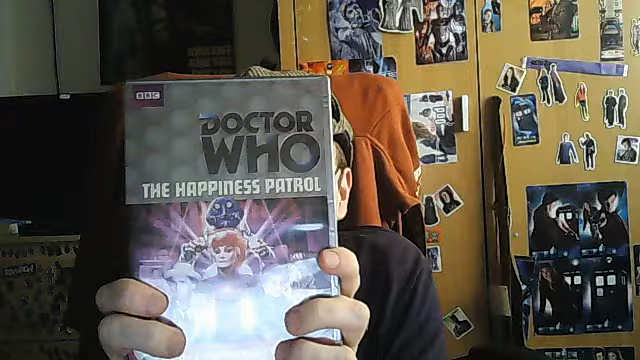 BBC
DOCTOR
WHO
THE HAPPINESS PATROL